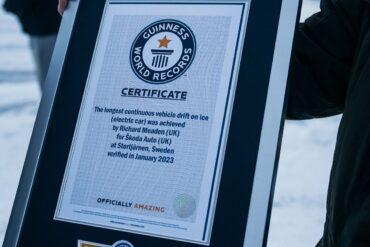 GUINNESS
WORLD RECORDS
CERTIFICATE
The longest continuous vehicle drift on ice
(electric car) was achieved
by Richard Meaden (UK)
for Škoda Auto (UK)
at Stortjärnen, Sweden
verified in January 2023
OFFICIALLY AMAZING